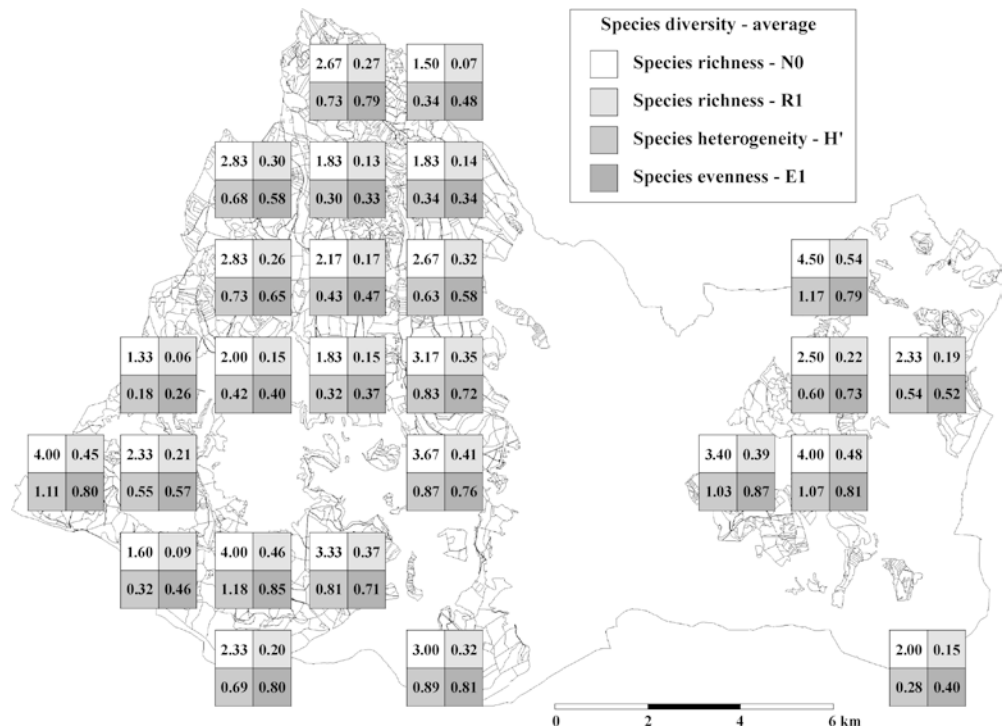 Species diversity - average
Species richness - N0
Species richness - R1
Species heterogeneity - H'
Species evenness - E1
2.67 0.27 1.50 0.07
0.73 0.79 0.34 0.48
2.83 0.30 1.83 0.13 1.83 0.14
0.68 0.58 0.30 0.33 0.34 0.34
2.83 0.26 2.17 0.17 2.67 0.32 4.50 0.54
0.73 0.65 0.43 0.47 0.63 0.58 1.17 0.79
1.33 0.06 2.00 0.15 1.83 0.15 3.17 0.35 2.50 0.22 2.33 0.19
0.18 0.26 0.42 0.40 0.32 0.37 0.83 0.72 0.60 0.73 0.54 0.52
4.00 0.45 2.33 0.21 3.67 0.41 3.40 0.39 4.00 0.48
1.11 0.80 0.55 0.57 0.87 0.76 1.03 0.87 1.07 0.81
1.60 0.09 4.00 0.46 3.33 0.37
0.32 0.46 1.18 0.85 0.81 0.71
2.33 0.20 3.00 0.32 2.00 0.15
0.69 0.80 0.89 0.81 0.28 0.40
0 2 4 6 km